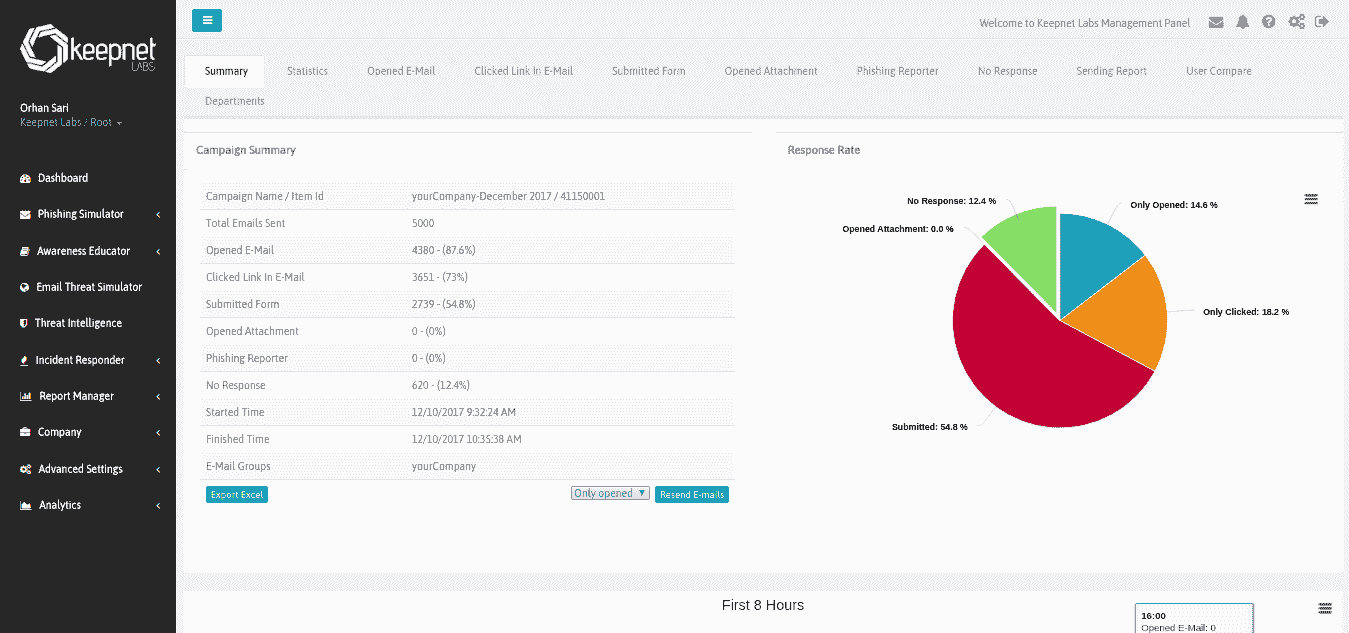 keepnet
LABS
Orhan Sari
Keepnet Labs / Root
Dashboard
Phishing Simulator
Awareness Educator
Email Threat Simulator
Threat Intelligence
Incident Responder
Report Manager
Company
Advanced Settings
Analytics
Welcome to Keepnet Labs Management Panel
Summary Statistics Opened E-Mail Clicked Link In E-Mail Submitted Form Opened Attachment Phishing Reporter No Response Sending Report User Compare
Departments
Campaign Summary
Campaign Name / Item Id yourCompany-December 2017 / 41150001
Total Emails Sent 5000
Opened E-Mail 4380 - (87.6%)
Clicked Link In E-Mail 3651 - (73%)
Submitted Form 2739 - (54.8%)
Opened Attachment 0 - (0%)
Phishing Reporter 0 - (0%)
No Response 620 - (12.4%)
Started Time 12/10/2017 9:32:24 AM
Finished Time 12/10/2017 10:35:38 AM
E-Mail Groups yourCompany
Export Excel Only opened ▼ Resend E-mails
Response Rate
No Response: 12.4 %
Only Opened: 14.6 %
Opened Attachment: 0.0 %
Only Clicked: 18.2 %
Submitted: 54.8 %
First 8 Hours
16:00
Opened E-Mail: 0